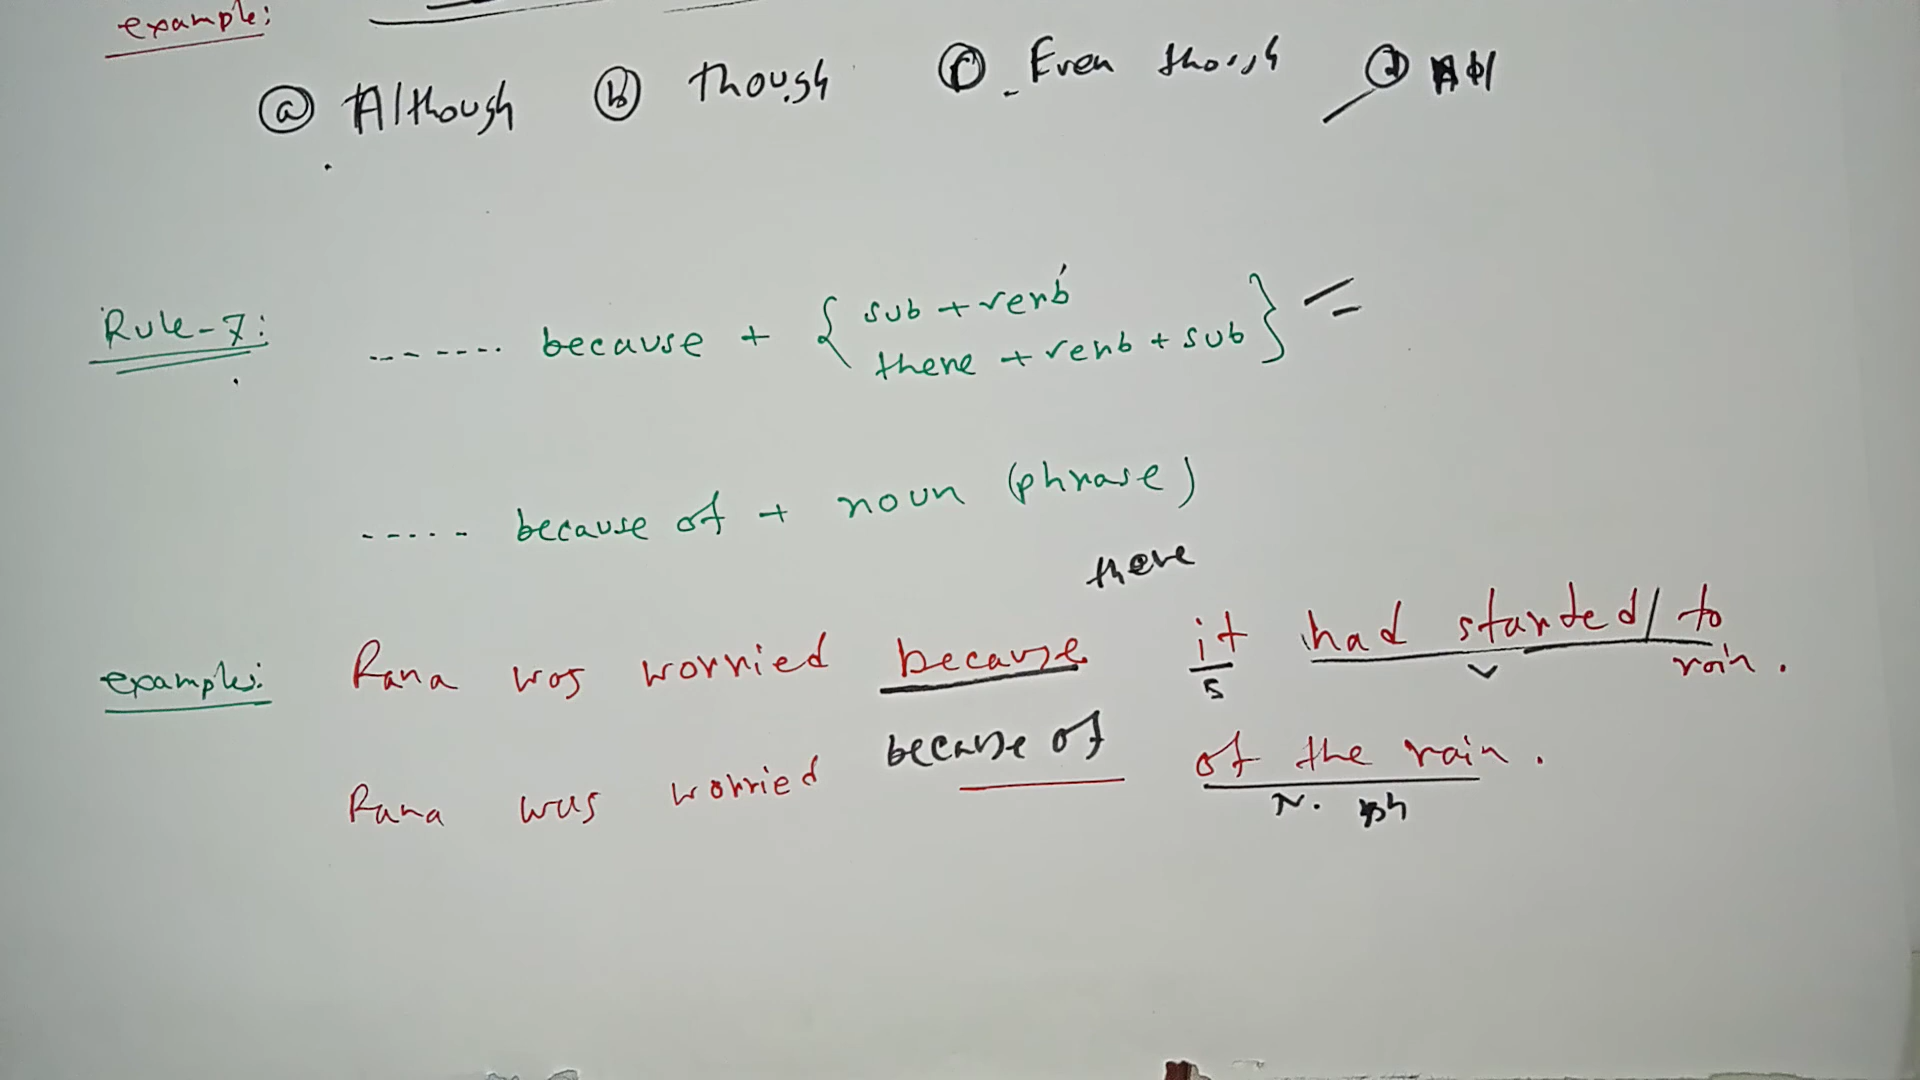 example:
ⓐ Although ⓑ though ⓒ Even though ⓓ All
Rule-7: ....... because + { sub + verb
there + verb + sub }
..... because of + noun (phrase)
there
example: Rana was worried because it had started / to
s v rain.
because of
Rana was worried of the rain.
N. ph